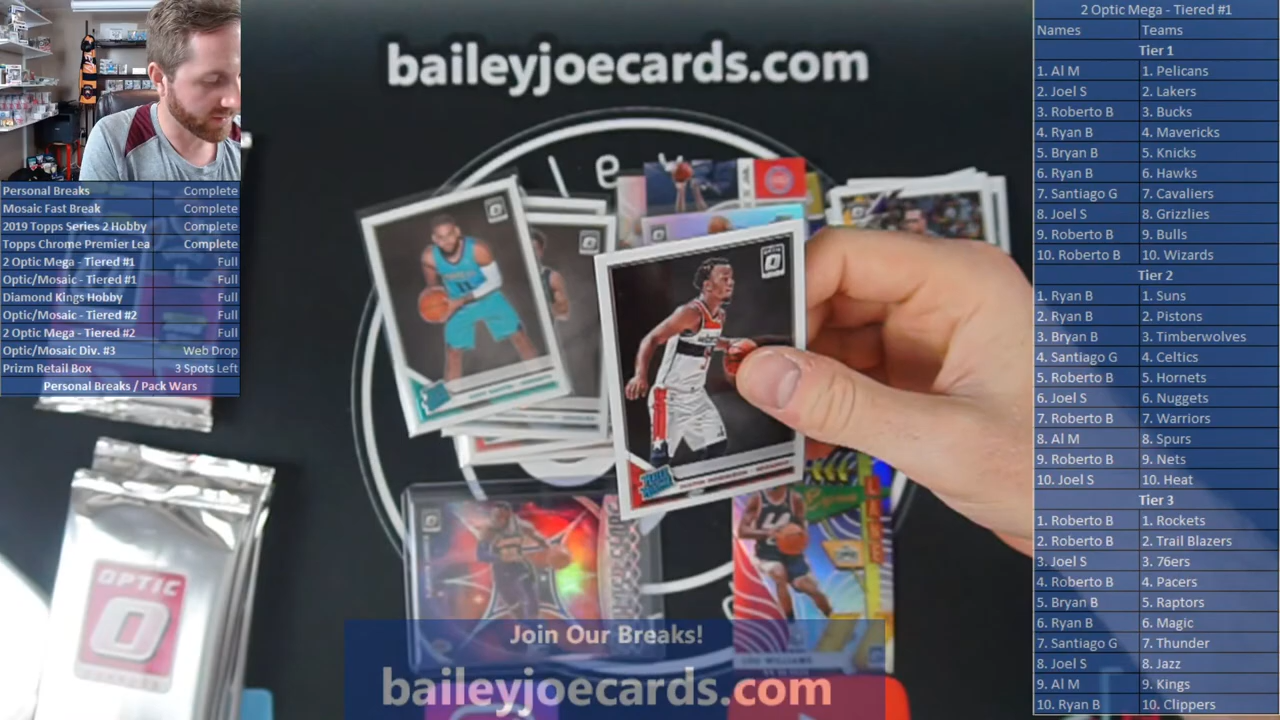 baileyjoecards.com
Personal Breaks Complete
Mosaic Fast Break Complete
2019 Topps Series 2 Hobby Complete
Topps Chrome Premier Lea Complete
2 Optic Mega - Tiered #1 Full
Optic/Mosaic - Tiered #1 Full
Diamond Kings Hobby Full
Optic/Mosaic - Tiered #2 Full
2 Optic Mega - Tiered #2 Full
Optic/Mosaic Div. #3 Web Drop
Prizm Retail Box 3 Spots Left
Personal Breaks / Pack Wars
OPTIC
LOU WILLIAMS
Join Our Breaks!
baileyjoecards.com
2 Optic Mega - Tiered #1
Names Teams
Tier 1
1. Al M 1. Pelicans
2. Joel S 2. Lakers
3. Roberto B 3. Bucks
4. Ryan B 4. Mavericks
5. Bryan B 5. Knicks
6. Ryan B 6. Hawks
7. Santiago G 7. Cavaliers
8. Joel S 8. Grizzlies
9. Roberto B 9. Bulls
10. Roberto B 10. Wizards
Tier 2
1. Ryan B 1. Suns
2. Ryan B 2. Pistons
3. Bryan B 3. Timberwolves
4. Santiago G 4. Celtics
5. Roberto B 5. Hornets
6. Joel S 6. Nuggets
7. Roberto B 7. Warriors
8. Al M 8. Spurs
9. Roberto B 9. Nets
10. Joel S 10. Heat
Tier 3
1. Roberto B 1. Rockets
2. Roberto B 2. Trail Blazers
3. Joel S 3. 76ers
4. Roberto B 4. Pacers
5. Bryan B 5. Raptors
6. Ryan B 6. Magic
7. Santiago G 7. Thunder
8. Joel S 8. Jazz
9. Al M 9. Kings
10. Ryan B 10. Clippers